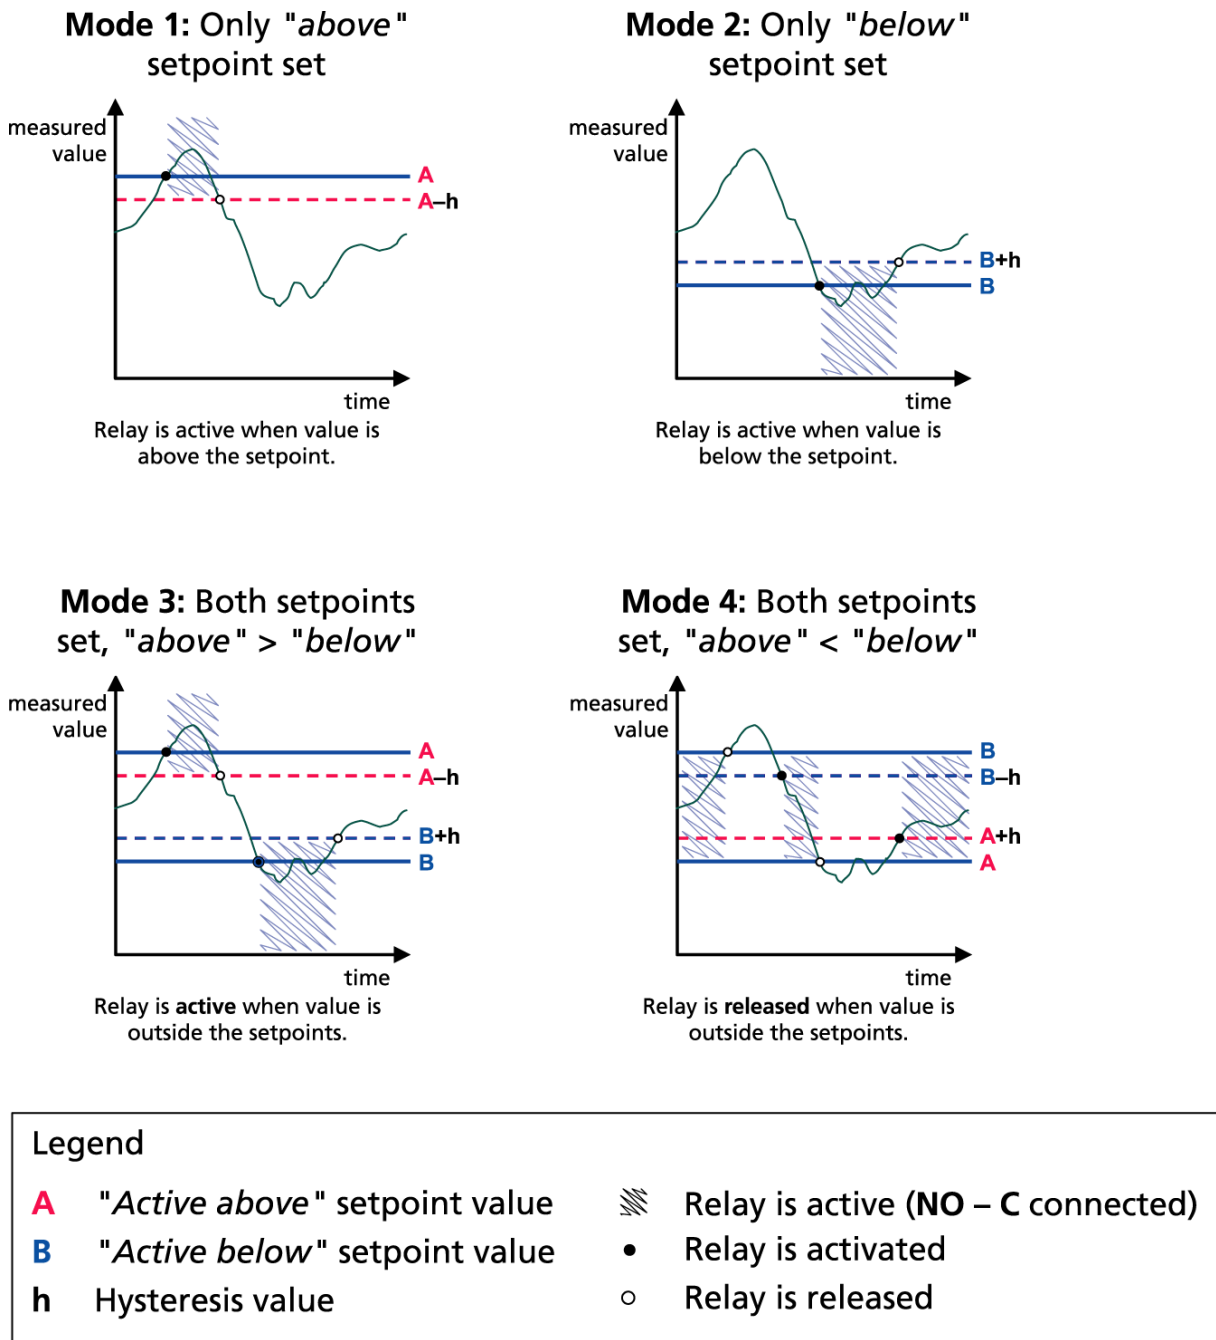 Mode 1: Only "above"
setpoint set
measured
value
A
A–h
time
Relay is active when value is
above the setpoint.
Mode 2: Only "below"
setpoint set
measured
value
B+h
B
time
Relay is active when value is
below the setpoint.
Mode 3: Both setpoints
set, "above" > "below"
measured
value
A
A–h
B+h
B
time
Relay is active when value is
outside the setpoints.
Mode 4: Both setpoints
set, "above" < "below"
measured
value
B
B–h
A+h
A
time
Relay is released when value is
outside the setpoints.
Legend
A "Active above" setpoint value
B "Active below" setpoint value
h Hysteresis value
Relay is active (NO – C connected)
Relay is activated
Relay is released